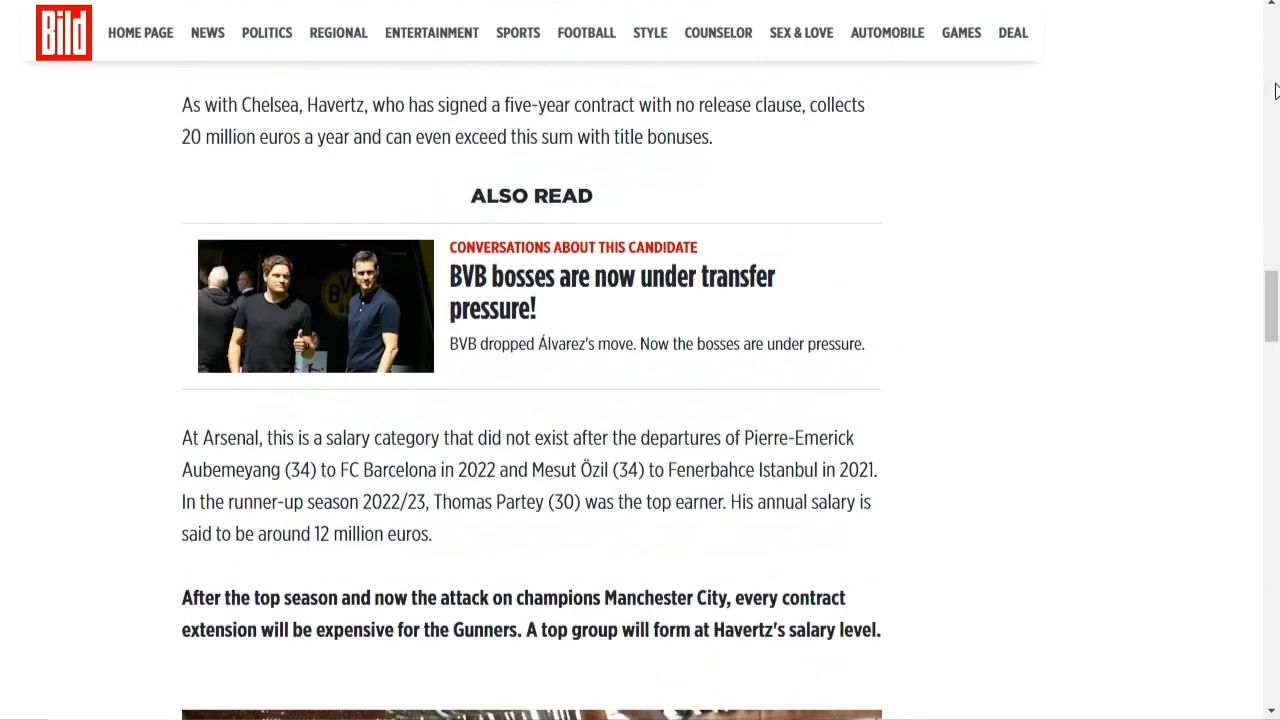 Bild
HOME PAGE NEWS POLITICS REGIONAL ENTERTAINMENT SPORTS FOOTBALL STYLE COUNSELOR SEX & LOVE AUTOMOBILE GAMES DEAL
As with Chelsea, Havertz, who has signed a five-year contract with no release clause, collects
20 million euros a year and can even exceed this sum with title bonuses.
ALSO READ
CONVERSATIONS ABOUT THIS CANDIDATE
BVB bosses are now under transfer
pressure!
BVB dropped Álvarez's move. Now the bosses are under pressure.
BVB
At Arsenal, this is a salary category that did not exist after the departures of Pierre-Emerick
Aubemeyang (34) to FC Barcelona in 2022 and Mesut Özil (34) to Fenerbahce Istanbul in 2021.
In the runner-up season 2022/23, Thomas Partey (30) was the top earner. His annual salary is
said to be around 12 million euros.
After the top season and now the attack on champions Manchester City, every contract
extension will be expensive for the Gunners. A top group will form at Havertz's salary level.